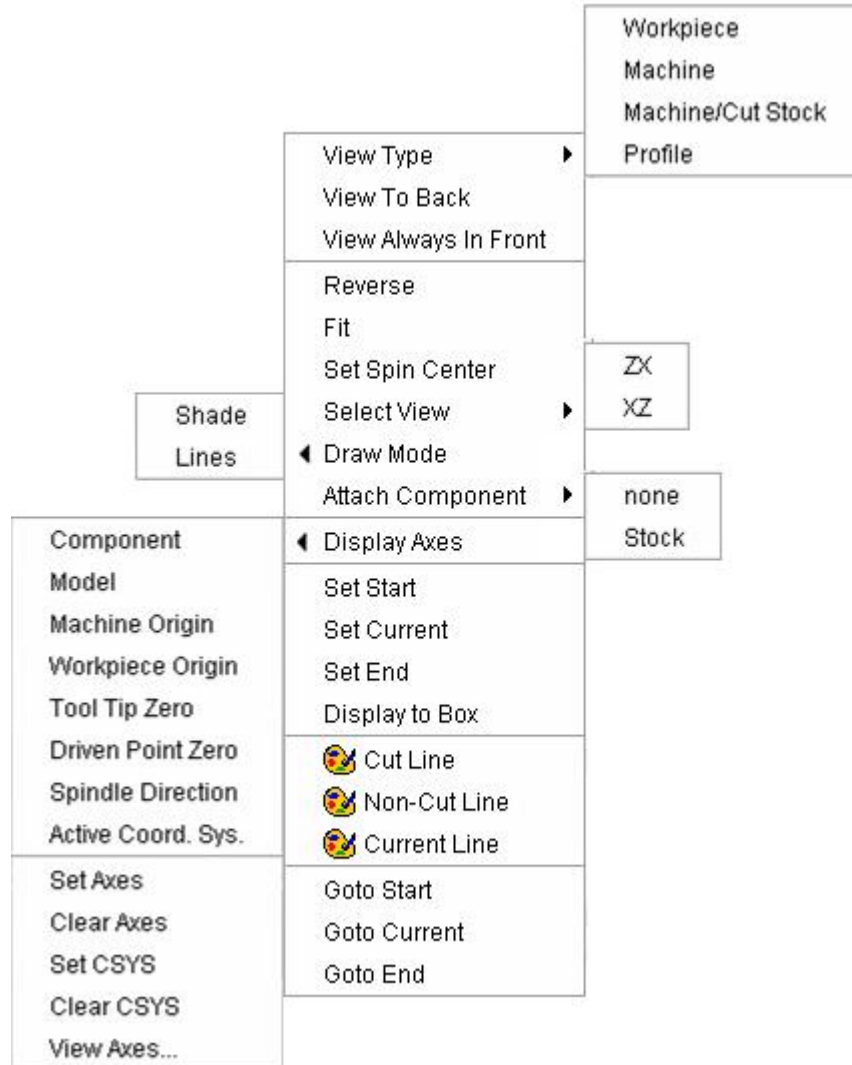 Workpiece
Machine
Machine/Cut Stock
Profile
View Type
View To Back
View Always In Front
Reverse
Fit
Set Spin Center
Select View
Draw Mode
Attach Component
ZX
XZ
Shade
Lines
none
Stock
Display Axes
Set Start
Set Current
Set End
Display to Box
Cut Line
Non-Cut Line
Current Line
Goto Start
Goto Current
Goto End
Component
Model
Machine Origin
Workpiece Origin
Tool Tip Zero
Driven Point Zero
Spindle Direction
Active Coord. Sys.
Set Axes
Clear Axes
Set CSYS
Clear CSYS
View Axes...